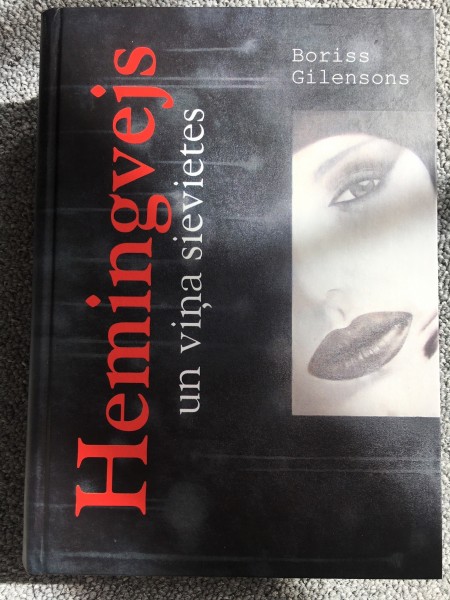 Boriss
Gilensons
Hemingvejs
un viņa sievietes